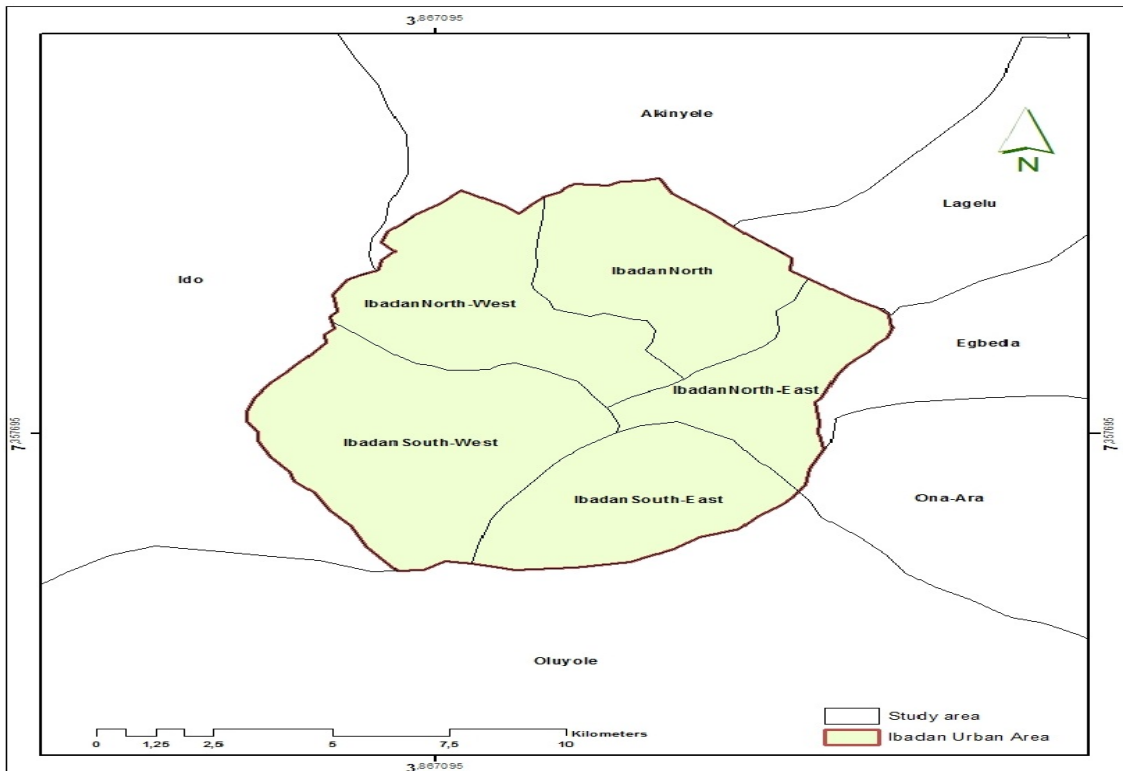 3,867095
Akinyele
N
Lagelu
Ibadan North
Ido
Ibadan North-West
Egbeda
Ibadan North-East
7,357695
7,357695
Ibadan South-West
Ibadan South-East
Ona-Ara
Oluyole
Study area
Kilometers
Ibadan Urban Area
0 1,25 2,5 5 7,5 10
3,867095